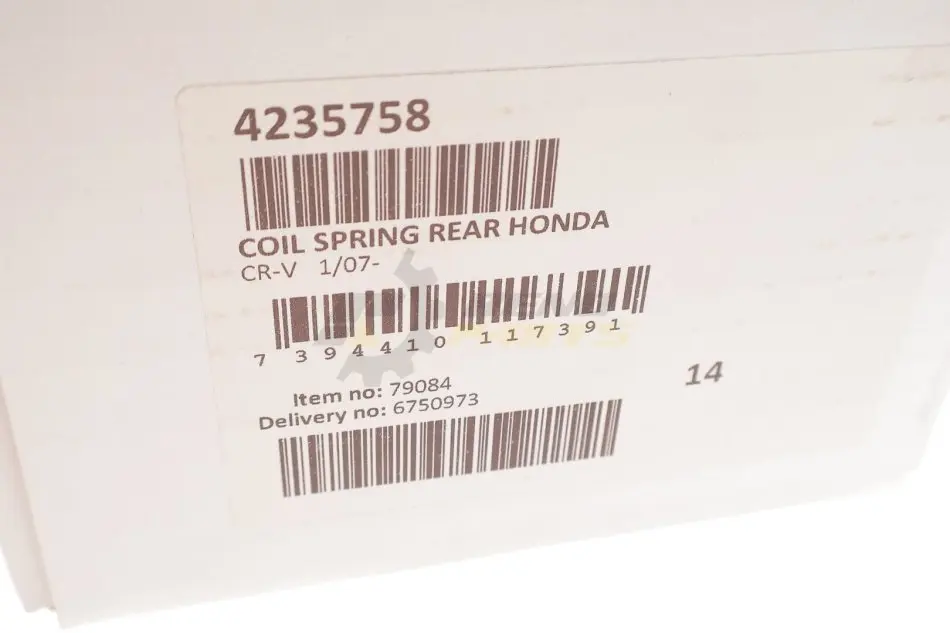 4235758
COIL SPRING REAR HONDA
CR-V 1/07-
7 394410 117391
Item no: 79084
Delivery no: 6750973
14